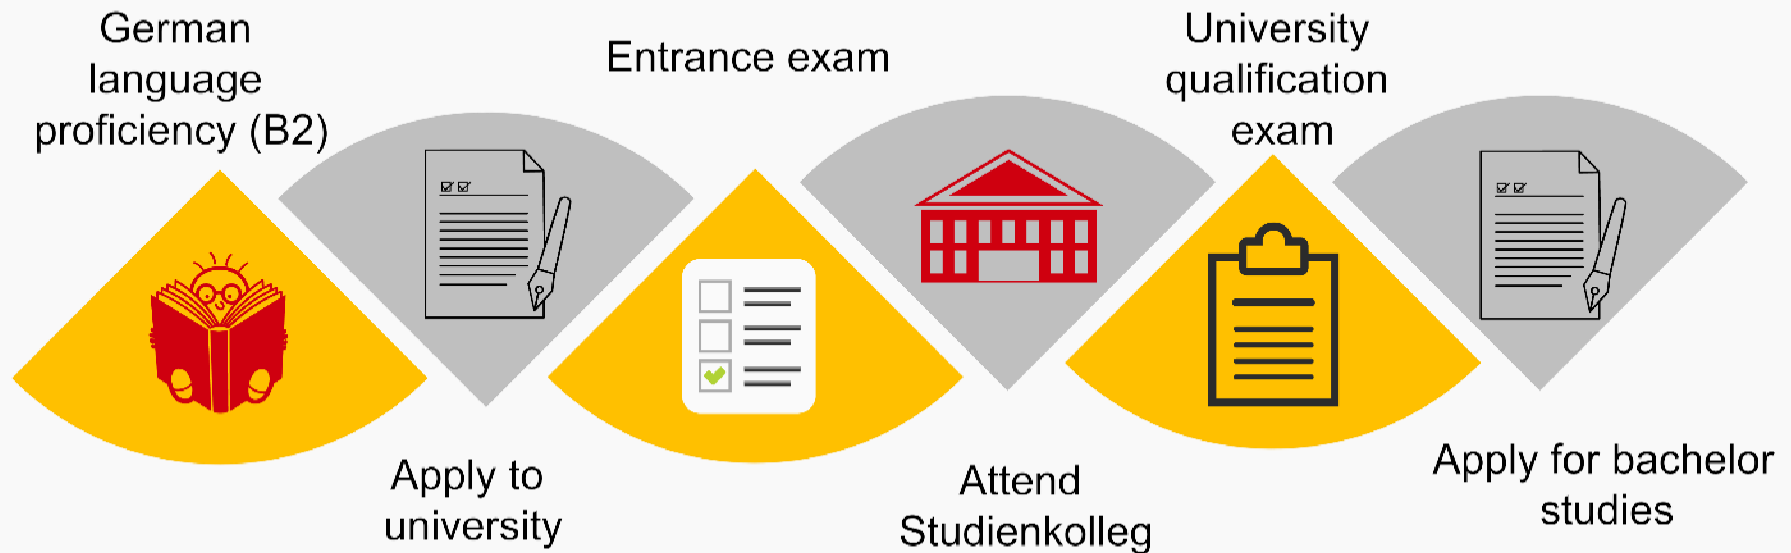 German
language
proficiency (B2)
Apply to
university
Entrance exam
Attend
Studienkolleg
University
qualification
exam
Apply for bachelor
studies